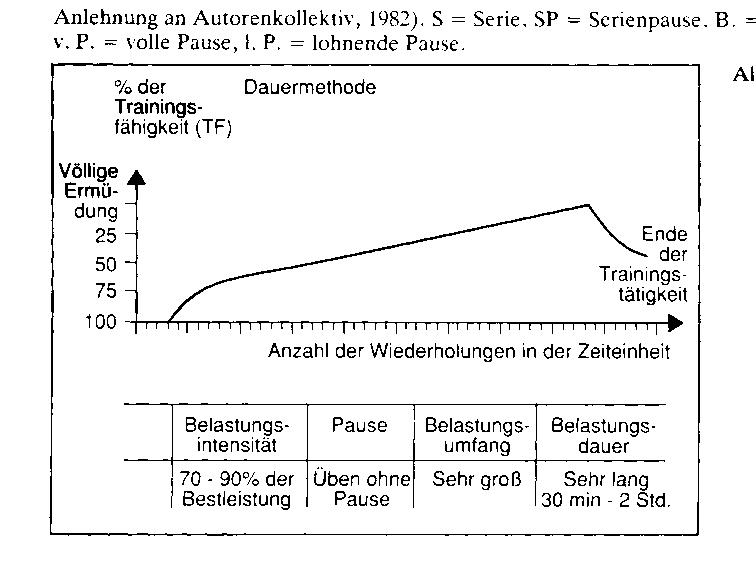 Anlehnung an Autorenkollektiv, 1982). S = Serie, SP = Serienpause, B. =
v. P. = volle Pause, l. P. = lohnende Pause.
Al
% der
Trainings-
fähigkeit (TF)
Dauermethode
Völlige
Ermü-
dung
25
50
75
100
Ende
der
Trainings-
tätigkeit
Anzahl der Wiederholungen in der Zeiteinheit
Belastungs- Pause Belastungs- Belastungs-
intensität umfang dauer
70 - 90% der Üben ohne Sehr groß Sehr lang
Bestleistung Pause 30 min - 2 Std.